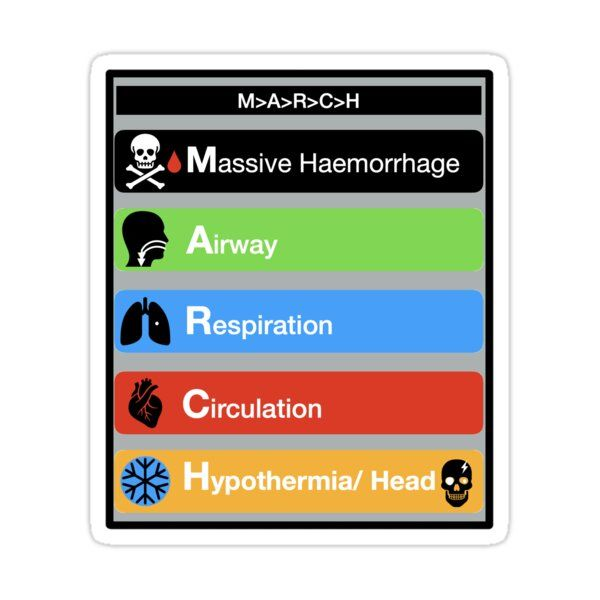 M>A>R>C>H
Massive Haemorrhage
Airway
Respiration
Circulation
Hypothermia/ Head